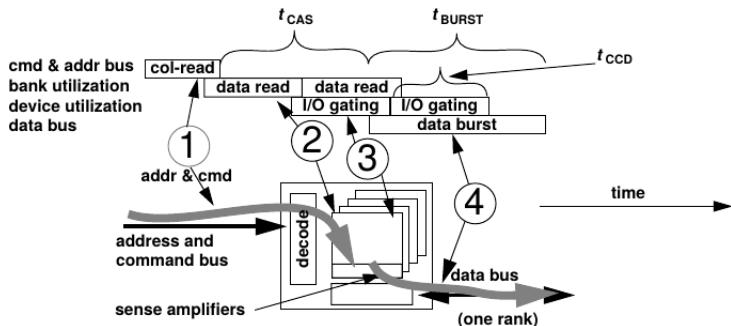 tCAS
tBURST
tCCD
cmd & addr bus
col-read
bank utilization
data read
data read
device utilization
I/O gating
I/O gating
data bus
data burst
1
2
3
4
addr & cmd
time
decode
address and
command bus
data bus
sense amplifiers
(one rank)